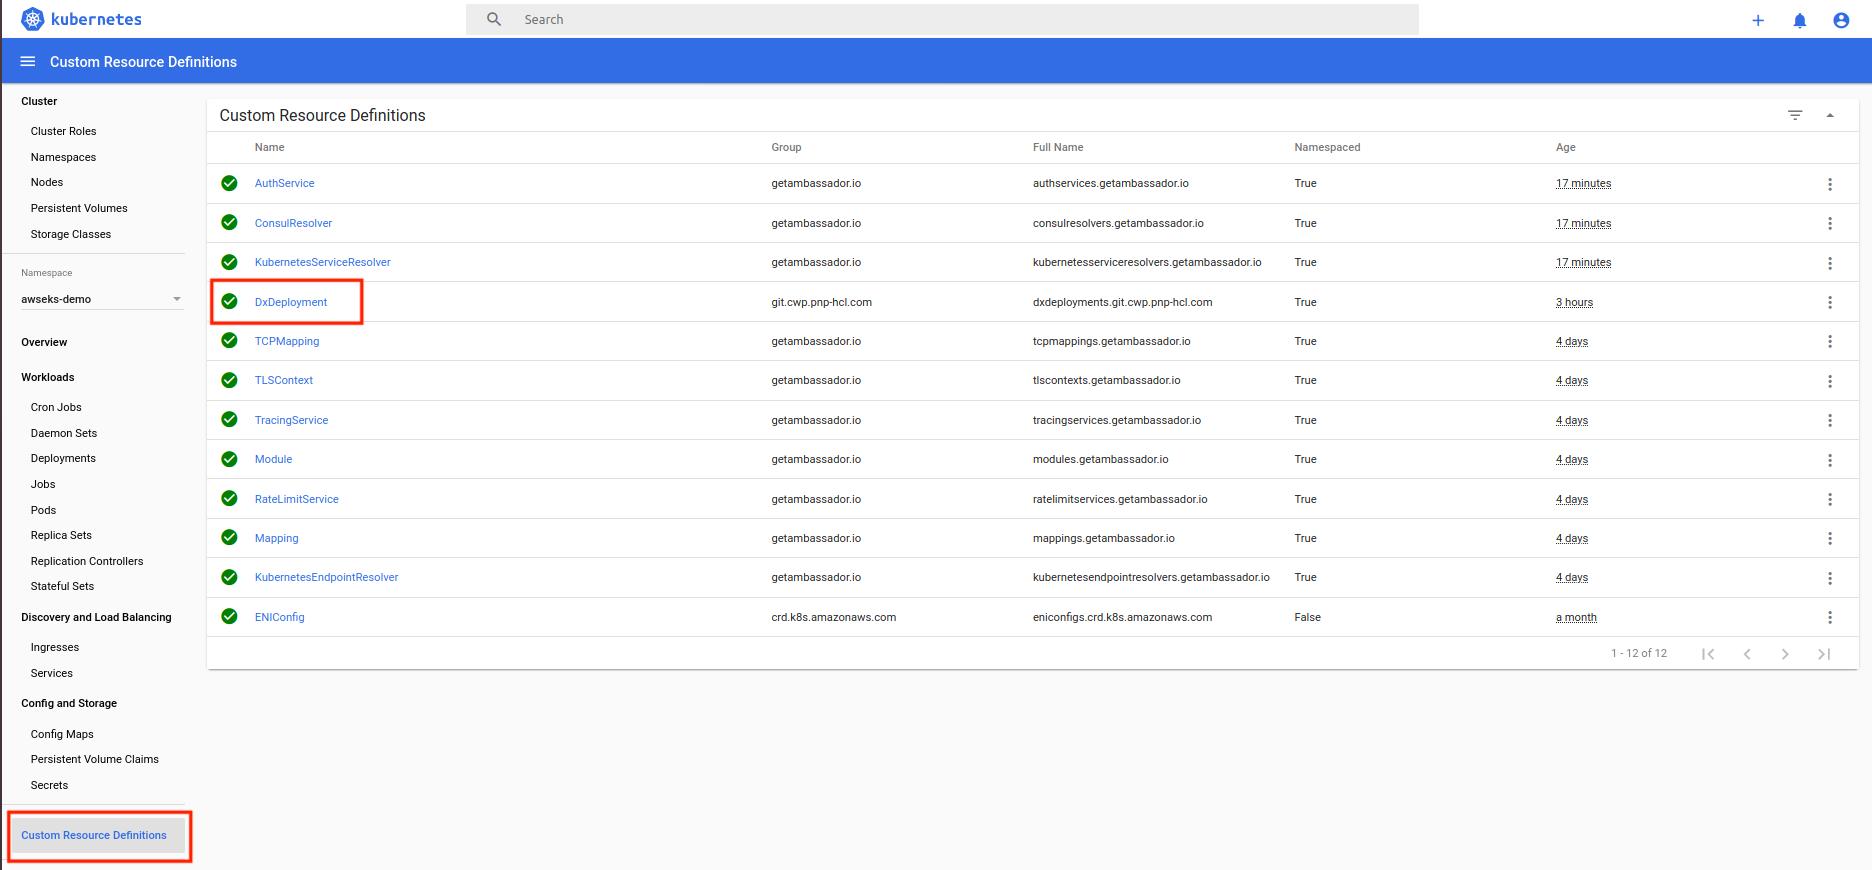 kubernetes
Search
Custom Resource Definitions
Cluster
Cluster Roles
Namespaces
Nodes
Persistent Volumes
Storage Classes
Namespace
awseks-demo
Overview
Workloads
Cron Jobs
Daemon Sets
Deployments
Jobs
Pods
Replica Sets
Replication Controllers
Stateful Sets
Discovery and Load Balancing
Ingresses
Services
Config and Storage
Config Maps
Persistent Volume Claims
Secrets
Custom Resource Definitions
Custom Resource Definitions
Name Group Full Name Namespaced Age
AuthService getambassador.io authservices.getambassador.io True 17 minutes
ConsulResolver getambassador.io consulresolvers.getambassador.io True 17 minutes
KubernetesServiceResolver getambassador.io kubernetesserviceresolvers.getambassador.io True 17 minutes
DxDeployment git.cwp.pnp-hcl.com dxdeployments.git.cwp.pnp-hcl.com True 3 hours
TCPMapping getambassador.io tcpmappings.getambassador.io True 4 days
TLSContext getambassador.io tlscontexts.getambassador.io True 4 days
TracingService getambassador.io tracingservices.getambassador.io True 4 days
Module getambassador.io modules.getambassador.io True 4 days
RateLimitService getambassador.io ratelimitservices.getambassador.io True 4 days
Mapping getambassador.io mappings.getambassador.io True 4 days
KubernetesEndpointResolver getambassador.io kubernetesendpointresolvers.getambassador.io True 4 days
ENIConfig crd.k8s.amazonaws.com eniconfigs.crd.k8s.amazonaws.com False a month
1 - 12 of 12